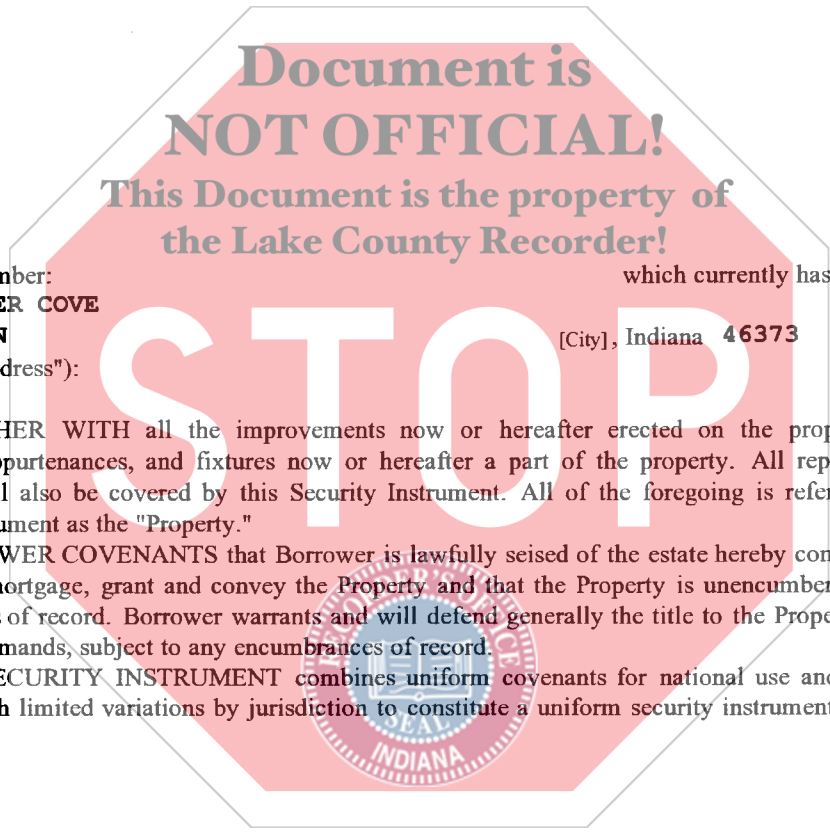 Document is
NOT OFFICIAL!
This Document is the property of
the Lake County Recorder!
mber: which currently has
ER COVE
N [City], Indiana 46373
dress"):
STOP
HER WITH all the improvements now or hereafter erected on the prop
ppurtenances, and fixtures now or hereafter a part of the property. All rep
l also be covered by this Security Instrument. All of the foregoing is refer
ument as the "Property."
WER COVENANTS that Borrower is lawfully seised of the estate hereby con
nortgage, grant and convey the Property and that the Property is unencumber
s of record. Borrower warrants and will defend generally the title to the Prope
mands, subject to any encumbrances of record.
ECURITY INSTRUMENT combines uniform covenants for national use and
h limited variations by jurisdiction to constitute a uniform security instrument
RECORDER'S OFFICE
SEAL
INDIANA